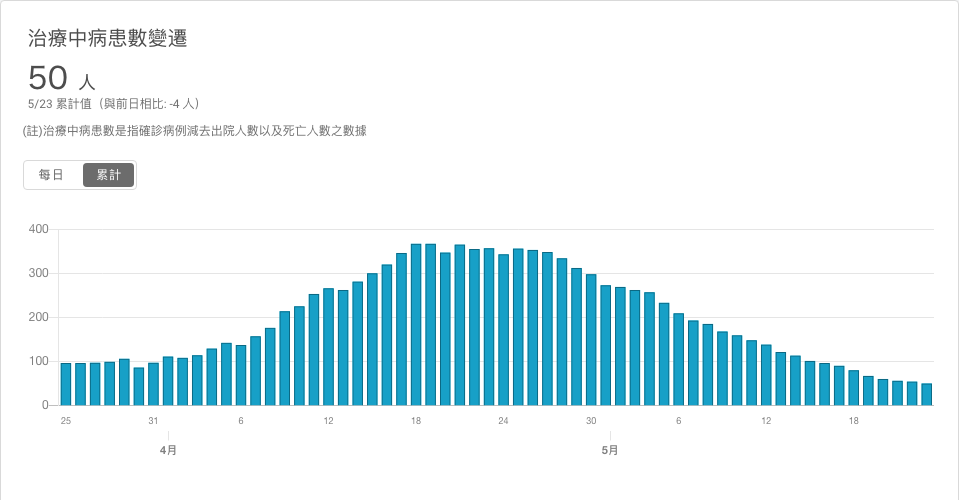 治療中病患數變遷
50 人
5/23 累計值（與前日相比: -4 人）
(註)治療中病患數是指確診病例減去出院人數以及死亡人數之數據
每日 累計
400
300
200
100
0
25 31 6 12 18 24 30 6 12 18
4月 5月